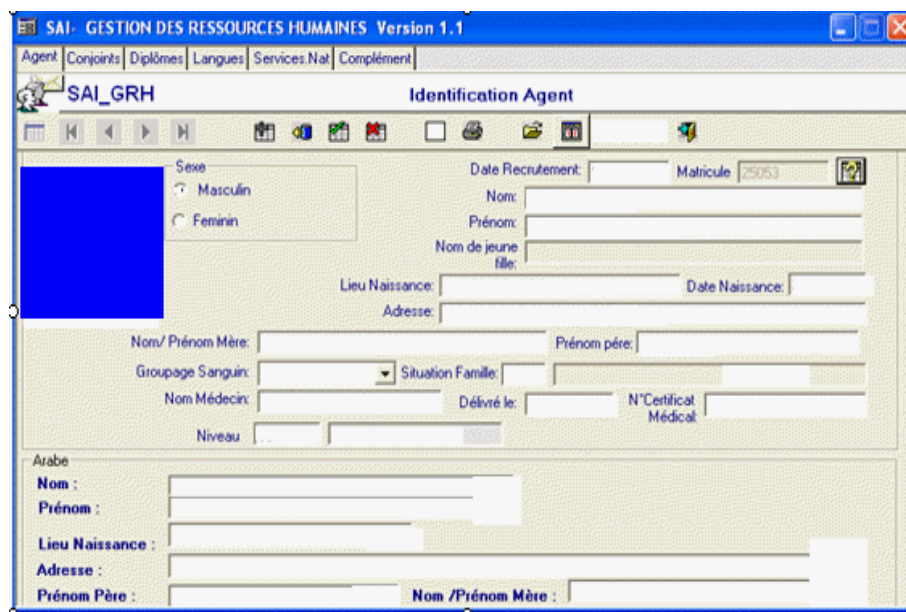 SAI- GESTION DES RESSOURCES HUMAINES Version 1.1
Agent Conjoints Diplômes Langues Services.Nat Complément
SAI_GRH Identification Agent
Sexe
Masculin
Feminin
Date Recrutement: Matricule 25053
Nom:
Prénom:
Nom de jeune
fille:
Lieu Naissance: Date Naissance:
Adresse:
Nom/ Prénom Mère: Prénom pére:
Groupage Sanguin: Situation Famille:
Nom Médecin: Délivré le: N°Certificat
Médical:
Niveau
Arabe
Nom :
Prénom :
Lieu Naissance :
Adresse :
Prénom Père : Nom /Prénom Mère :